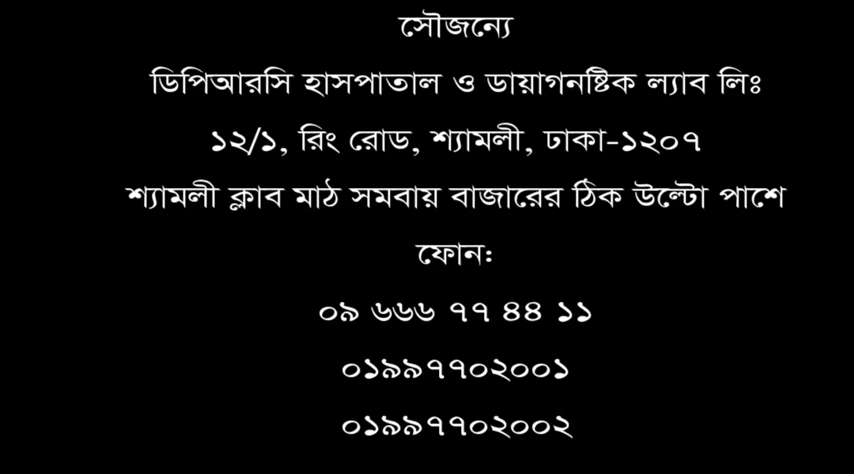 সৌজন্যে
ডিপিআরসি হাসপাতাল ও ডায়াগনষ্টিক ল্যাব লিঃ
১২/১, রিং রোড, শ্যামলী, ঢাকা-১২০৭
শ্যামলী ক্লাব মাঠ সমবায় বাজারের ঠিক উল্টো পাশে
ফোন:
০৯ ৬৬৬ ৭৭ ৪৪ ১১
০১৯৯৭৭০২০০১
০১৯৯৭৭০২০০২